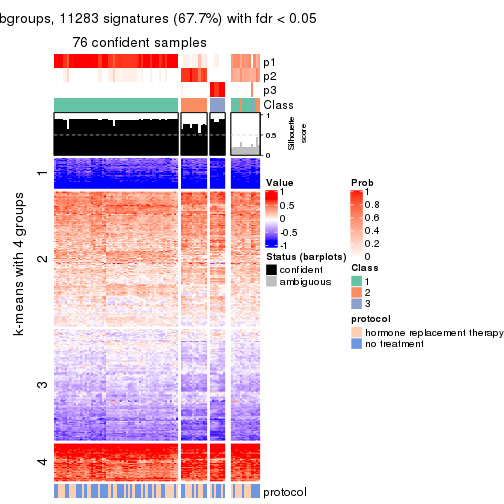 bgroups, 11283 signatures (67.7%) with fdr < 0.05
76 confident samples
p1
p2
p3
Class
1
0.5
0
Silhouette
score
k-means with 4 groups
1
2
3
4
protocol
Value
1
0.5
0
-0.5
-1
Status (barplots)
confident
ambiguous
Prob
1
0.8
0.6
0.4
0.2
0
Class
1
2
3
protocol
hormone replacement therapy
no treatment